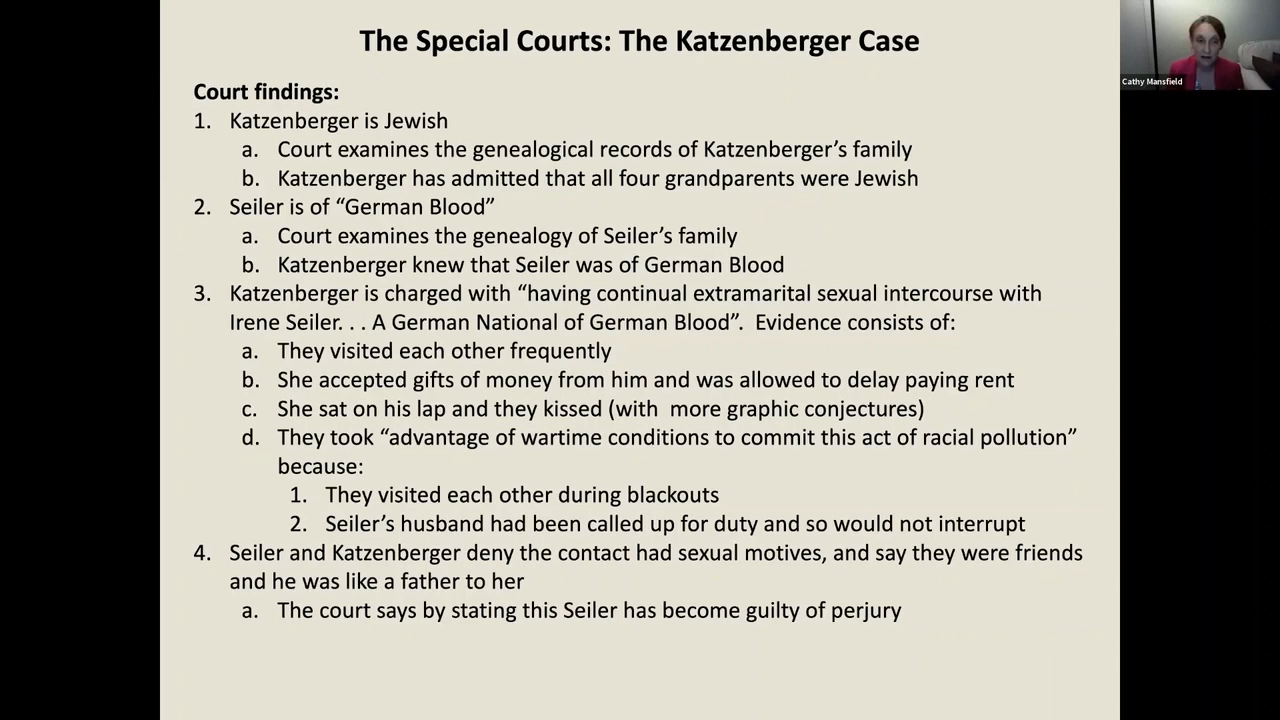 The Special Courts: The Katzenberger Case
Cathy Mansfield
Court findings:
1. Katzenberger is Jewish
a. Court examines the genealogical records of Katzenberger’s family
b. Katzenberger has admitted that all four grandparents were Jewish
2. Seiler is of “German Blood”
a. Court examines the genealogy of Seiler’s family
b. Katzenberger knew that Seiler was of German Blood
3. Katzenberger is charged with “having continual extramarital sexual intercourse with
Irene Seiler. . . A German National of German Blood”. Evidence consists of:
a. They visited each other frequently
b. She accepted gifts of money from him and was allowed to delay paying rent
c. She sat on his lap and they kissed (with more graphic conjectures)
d. They took “advantage of wartime conditions to commit this act of racial pollution”
because:
1. They visited each other during blackouts
2. Seiler’s husband had been called up for duty and so would not interrupt
4. Seiler and Katzenberger deny the contact had sexual motives, and say they were friends
and he was like a father to her
a. The court says by stating this Seiler has become guilty of perjury